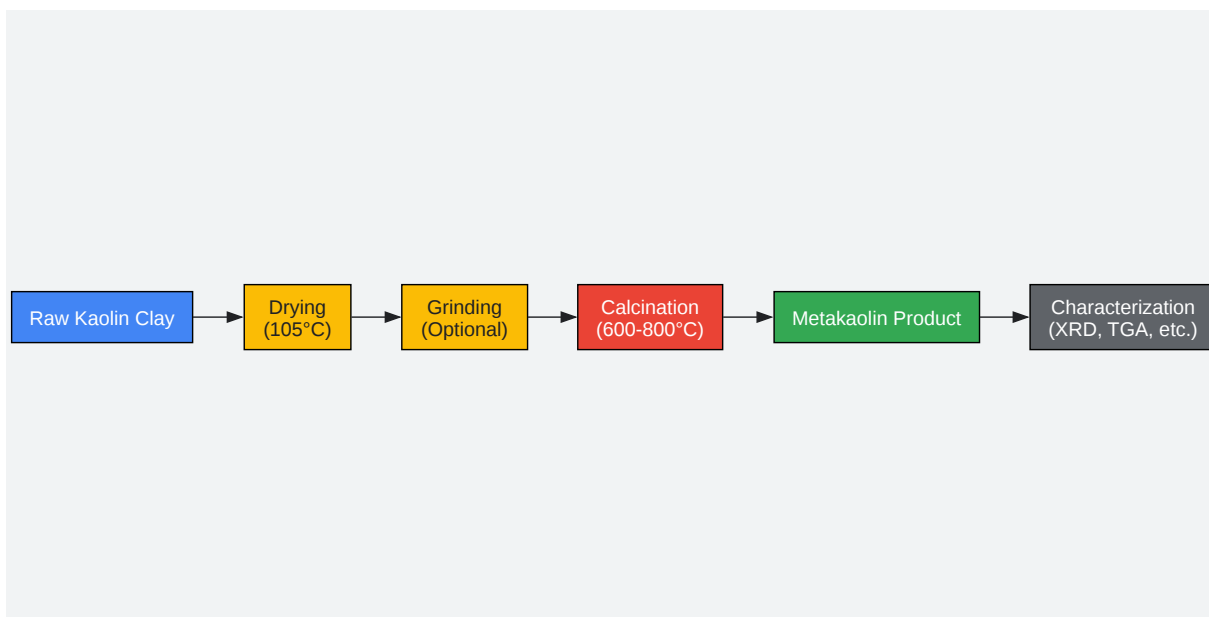 Raw Kaolin Clay
Drying
(105°C)
Grinding
(Optional)
Calcination
(600-800°C)
Metakaolin Product
Characterization
(XRD, TGA, etc.)